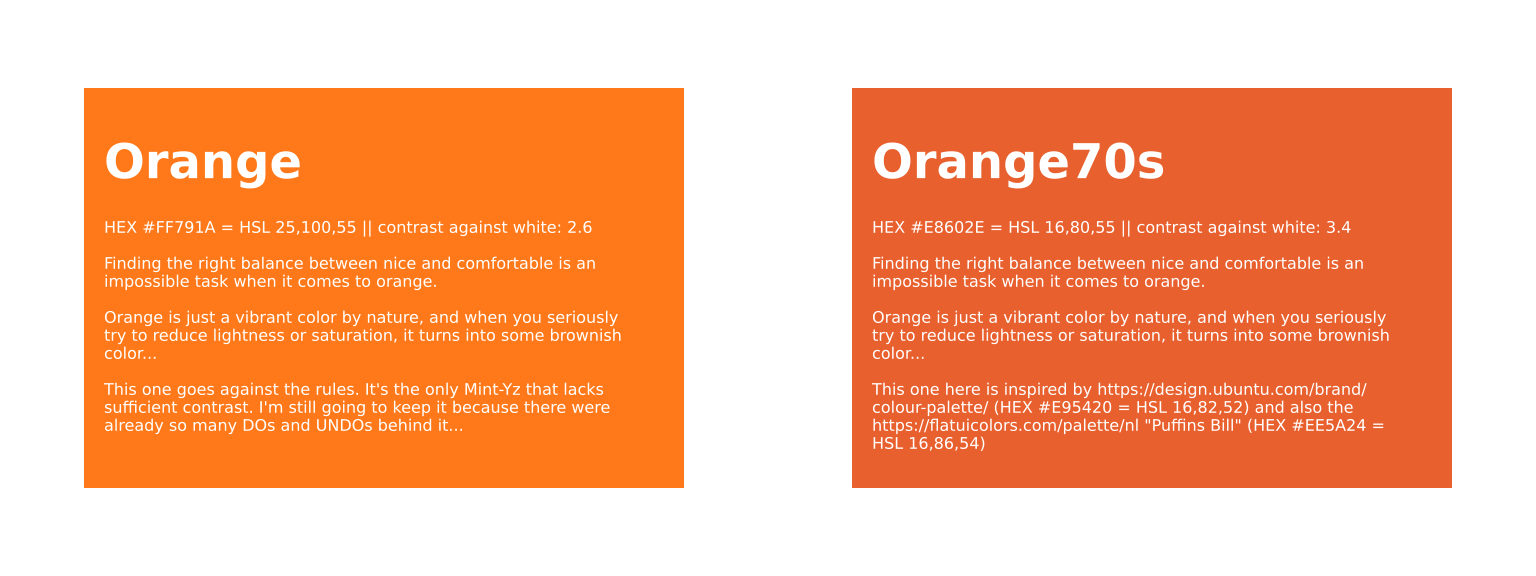 Orange
HEX #FF791A = HSL 25,100,55 || contrast against white: 2.6
Finding the right balance between nice and comfortable is an
impossible task when it comes to orange.
Orange is just a vibrant color by nature, and when you seriously
try to reduce lightness or saturation, it turns into some brownish
color...
This one goes against the rules. It's the only Mint-Yz that lacks
sufficient contrast. I'm still going to keep it because there were
already so many DOs and UNDOs behind it...
Orange70s
HEX #E8602E = HSL 16,80,55 || contrast against white: 3.4
Finding the right balance between nice and comfortable is an
impossible task when it comes to orange.
Orange is just a vibrant color by nature, and when you seriously
try to reduce lightness or saturation, it turns into some brownish
color...
This one here is inspired by https://design.ubuntu.com/brand/
colour-palette/ (HEX #E95420 = HSL 16,82,52) and also the
https://flatuicolors.com/palette/nl "Puffins Bill" (HEX #EE5A24 =
HSL 16,86,54)